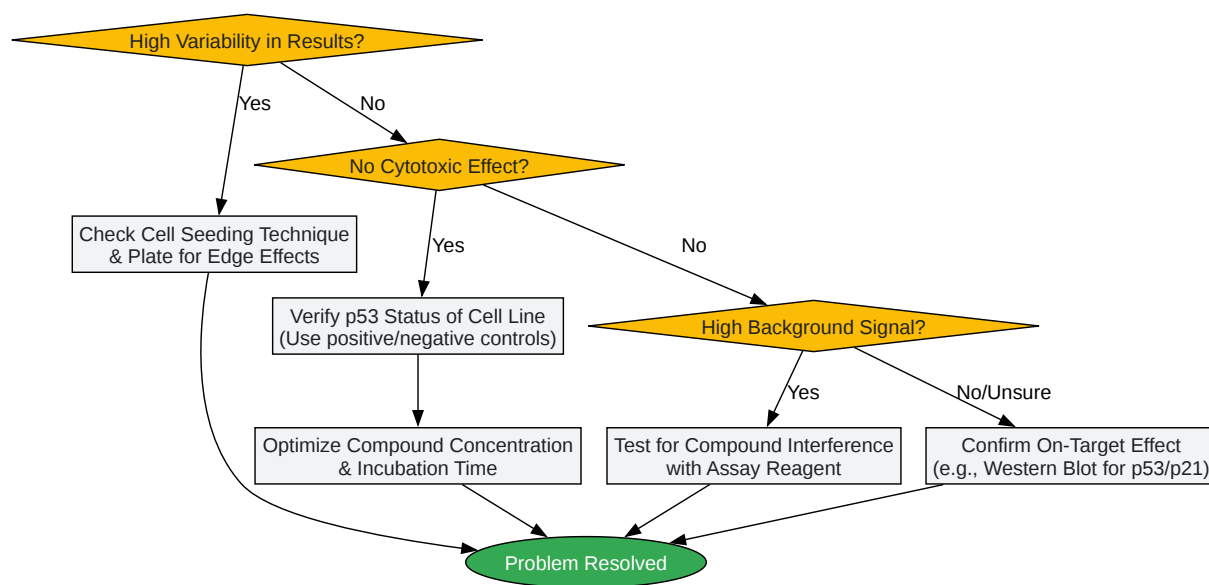 High Variability in Results?
Yes
No
No Cytotoxic Effect?
Check Cell Seeding Technique
& Plate for Edge Effects
Yes
No
Verify p53 Status of Cell Line
(Use positive/negative controls)
High Background Signal?
Yes
No/Unsure
Optimize Compound Concentration
& Incubation Time
Test for Compound Interference
with Assay Reagent
Confirm On-Target Effect
(e.g., Western Blot for p53/p21)
Problem Resolved